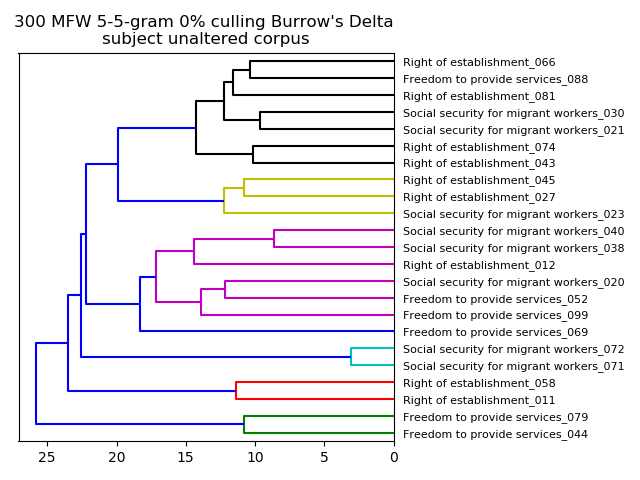 300 MFW 5-5-gram 0% culling Burrow's Delta
subject unaltered corpus
Right of establishment_066
Freedom to provide services_088
Right of establishment_081
Social security for migrant workers_030
Social security for migrant workers_021
Right of establishment_074
Right of establishment_043
Right of establishment_045
Right of establishment_027
Social security for migrant workers_023
Social security for migrant workers_040
Social security for migrant workers_038
Right of establishment_012
Social security for migrant workers_020
Freedom to provide services_052
Freedom to provide services_099
Freedom to provide services_069
Social security for migrant workers_072
Social security for migrant workers_071
Right of establishment_058
Right of establishment_011
Freedom to provide services_079
Freedom to provide services_044
25 20 15 10 5 0